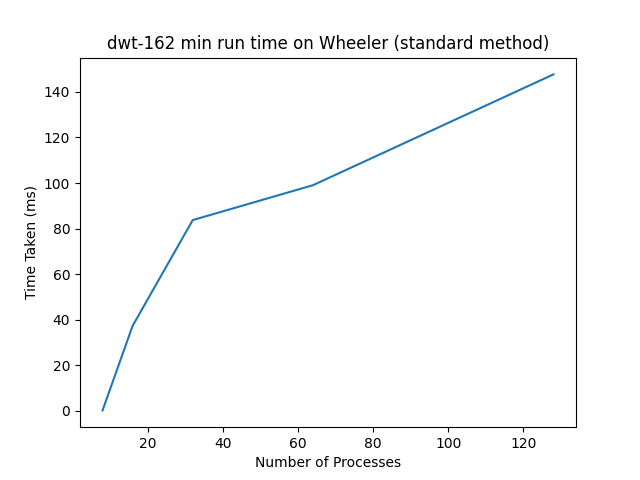 dwt-162 min run time on Wheeler (standard method)
140
120
100
80
60
40
20
0
Time Taken (ms)
20 40 60 80 100 120
Number of Processes